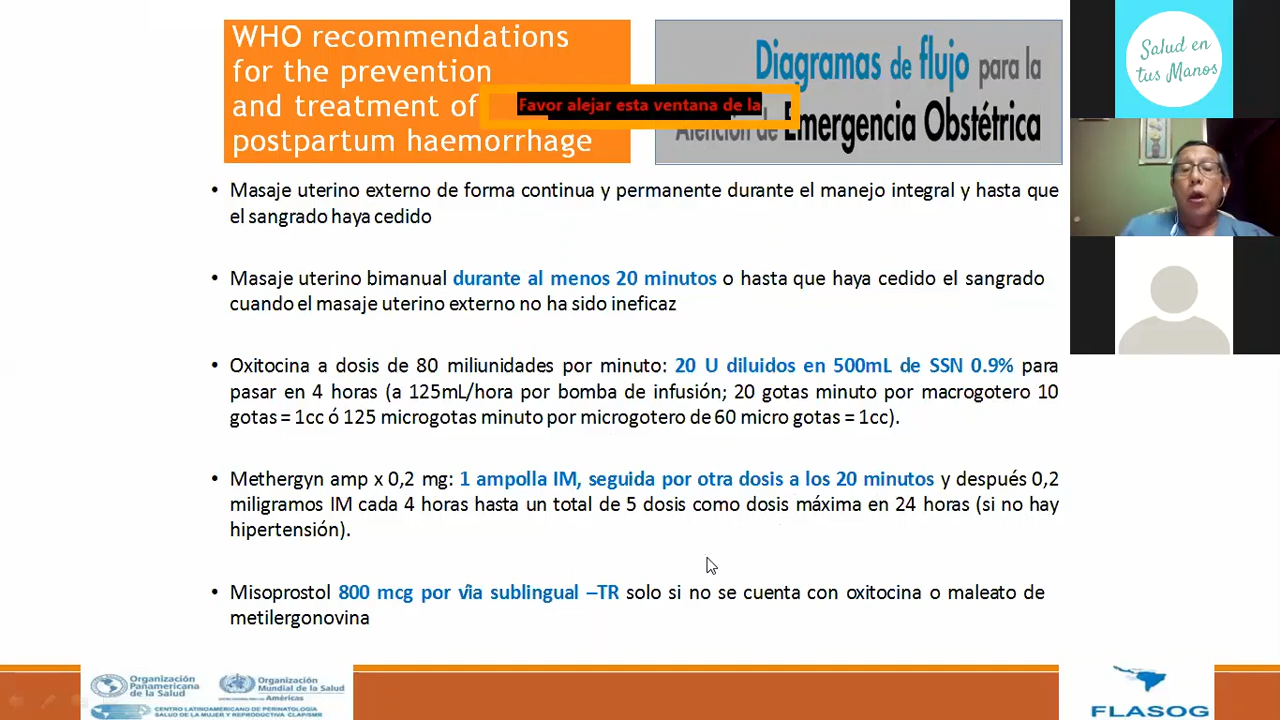 WHO recommendations
for the prevention
and treatment of
postpartum haemorrhage
Favor alejar esta ventana de la
Diagramas de flujo para la
Atención de Emergencia Obstétrica
Salud en
tus Manos
• Masaje uterino externo de forma continua y permanente durante el manejo integral y hasta que
el sangrado haya cedido
• Masaje uterino bimanual durante al menos 20 minutos o hasta que haya cedido el sangrado
cuando el masaje uterino externo no ha sido ineficaz
• Oxitocina a dosis de 80 miliunidades por minuto: 20 U diluidos en 500mL de SSN 0.9% para
pasar en 4 horas (a 125mL/hora por bomba de infusión; 20 gotas minuto por macrogotero 10
gotas = 1cc ó 125 microgotas minuto por microgotero de 60 micro gotas = 1cc).
• Methergyn amp x 0,2 mg: 1 ampolla IM, seguida por otra dosis a los 20 minutos y después 0,2
miligramos IM cada 4 horas hasta un total de 5 dosis como dosis máxima en 24 horas (si no hay
hipertensión).
• Misoprostol 800 mcg por vîa sublingual –TR solo si no se cuenta con oxitocina o maleato de
metilergonovina
Organización
Panamericana
de la Salud
Organización
Mundial de la Salud
Américas
CENTRO LATINOAMERICANO DE PERINATOLOGÍA
SALUD DE LA MUJER Y REPRODUCTIVA CLAP/SMR
FLASOG